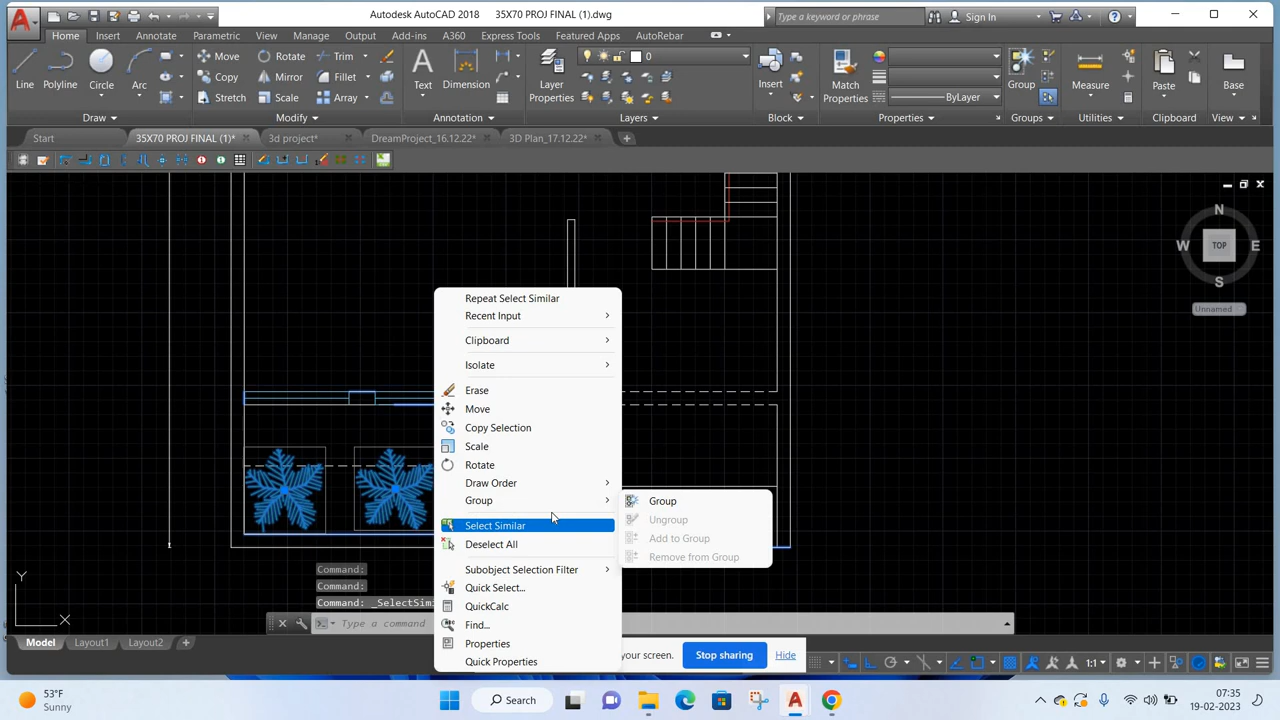 Autodesk AutoCAD 2018 35X70 PROJ FINAL (1).dwg
Type a keyword or phrase
Sign In
Home Insert Annotate Parametric View Manage Output Add-ins A360 Express Tools Featured Apps AutoRebar
Line Polyline Circle Arc
Move Rotate Trim
Copy Mirror Fillet
Stretch Scale Array
Text Dimension
Layer Properties
0
Insert
Match Properties
ByLayer
Group
Measure
Paste
Base
Draw Modify Annotation Layers Block Properties Groups Utilities Clipboard View
Start 35X70 PROJ FINAL (1)* 3d project* DreamProject_16.12.22* 3D Plan_17.12.22*
N
W TOP E
S
Unnamed
Repeat Select Similar
Recent Input
Clipboard
Isolate
Erase
Move
Copy Selection
Scale
Rotate
Draw Order
Group
Select Similar
Deselect All
Subobject Selection Filter
Quick Select...
QuickCalc
Find...
Properties
Quick Properties
Group
Ungroup
Add to Group
Remove from Group
Y
X
Command:
Command:
Command: _SelectSimi
Type a command
Model Layout1 Layout2
your screen. Stop sharing Hide
1:1
53°F
Sunny
Search
07:35
19-02-2023